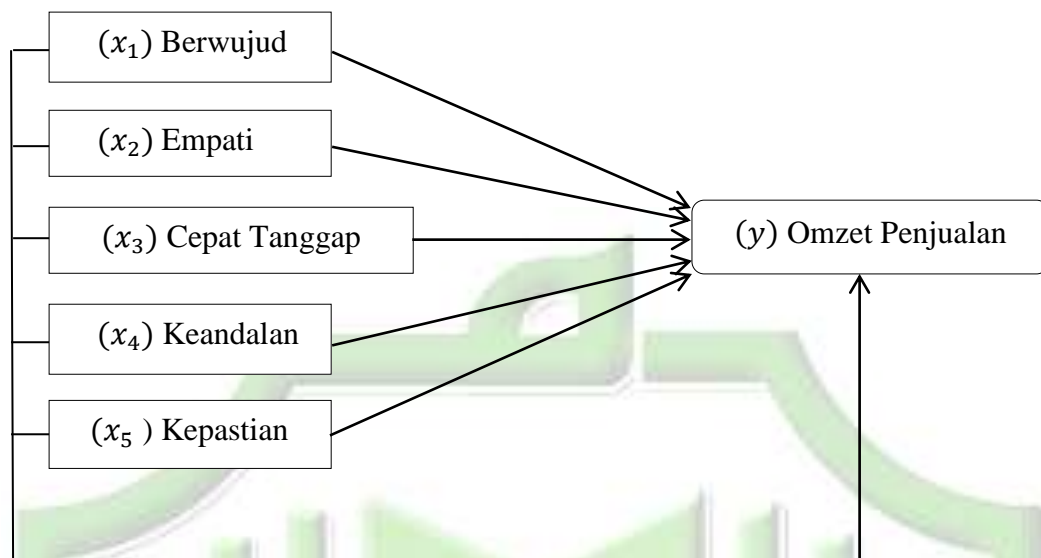 (x₁) Berwujud
(x₂) Empati
(x₃) Cepat Tanggap
(y) Omzet Penjualan
(x₄) Keandalan
(x₅ ) Kepastian